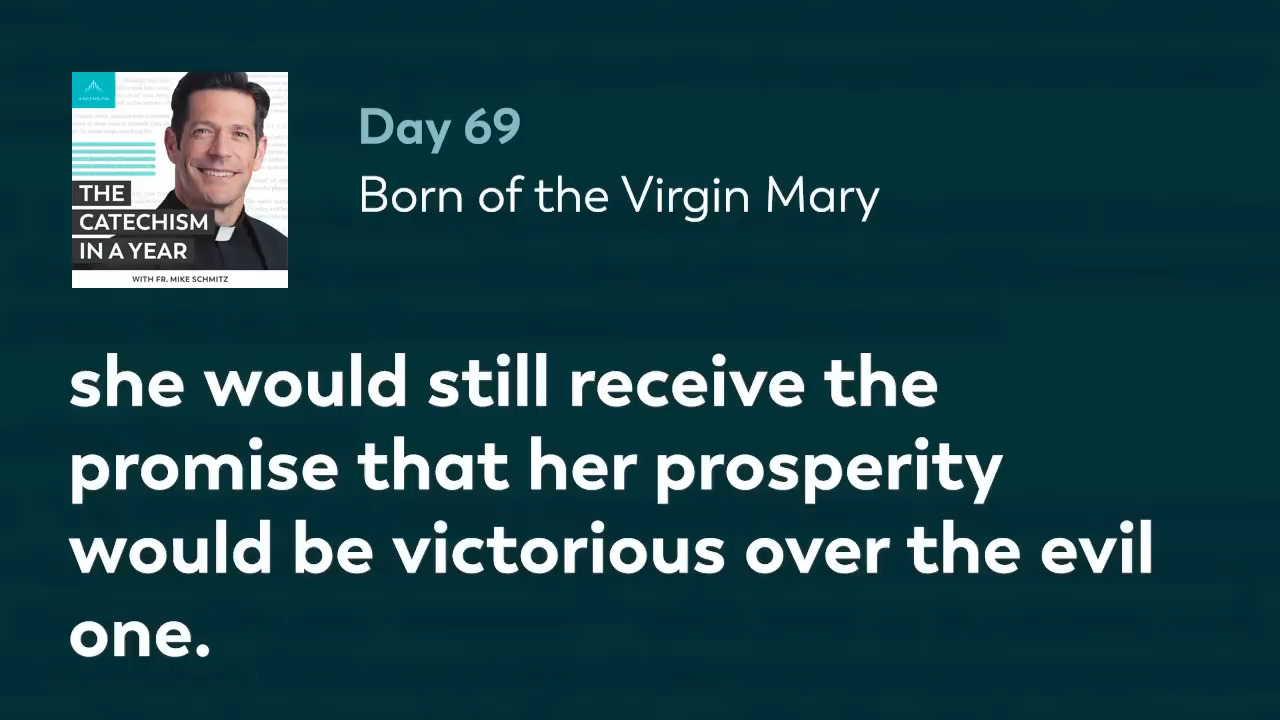 ASCENSION
THE
CATECHISM
IN A YEAR
WITH FR. MIKE SCHMITZ
Day 69
Born of the Virgin Mary
she would still receive the
promise that her prosperity
would be victorious over the evil
one.